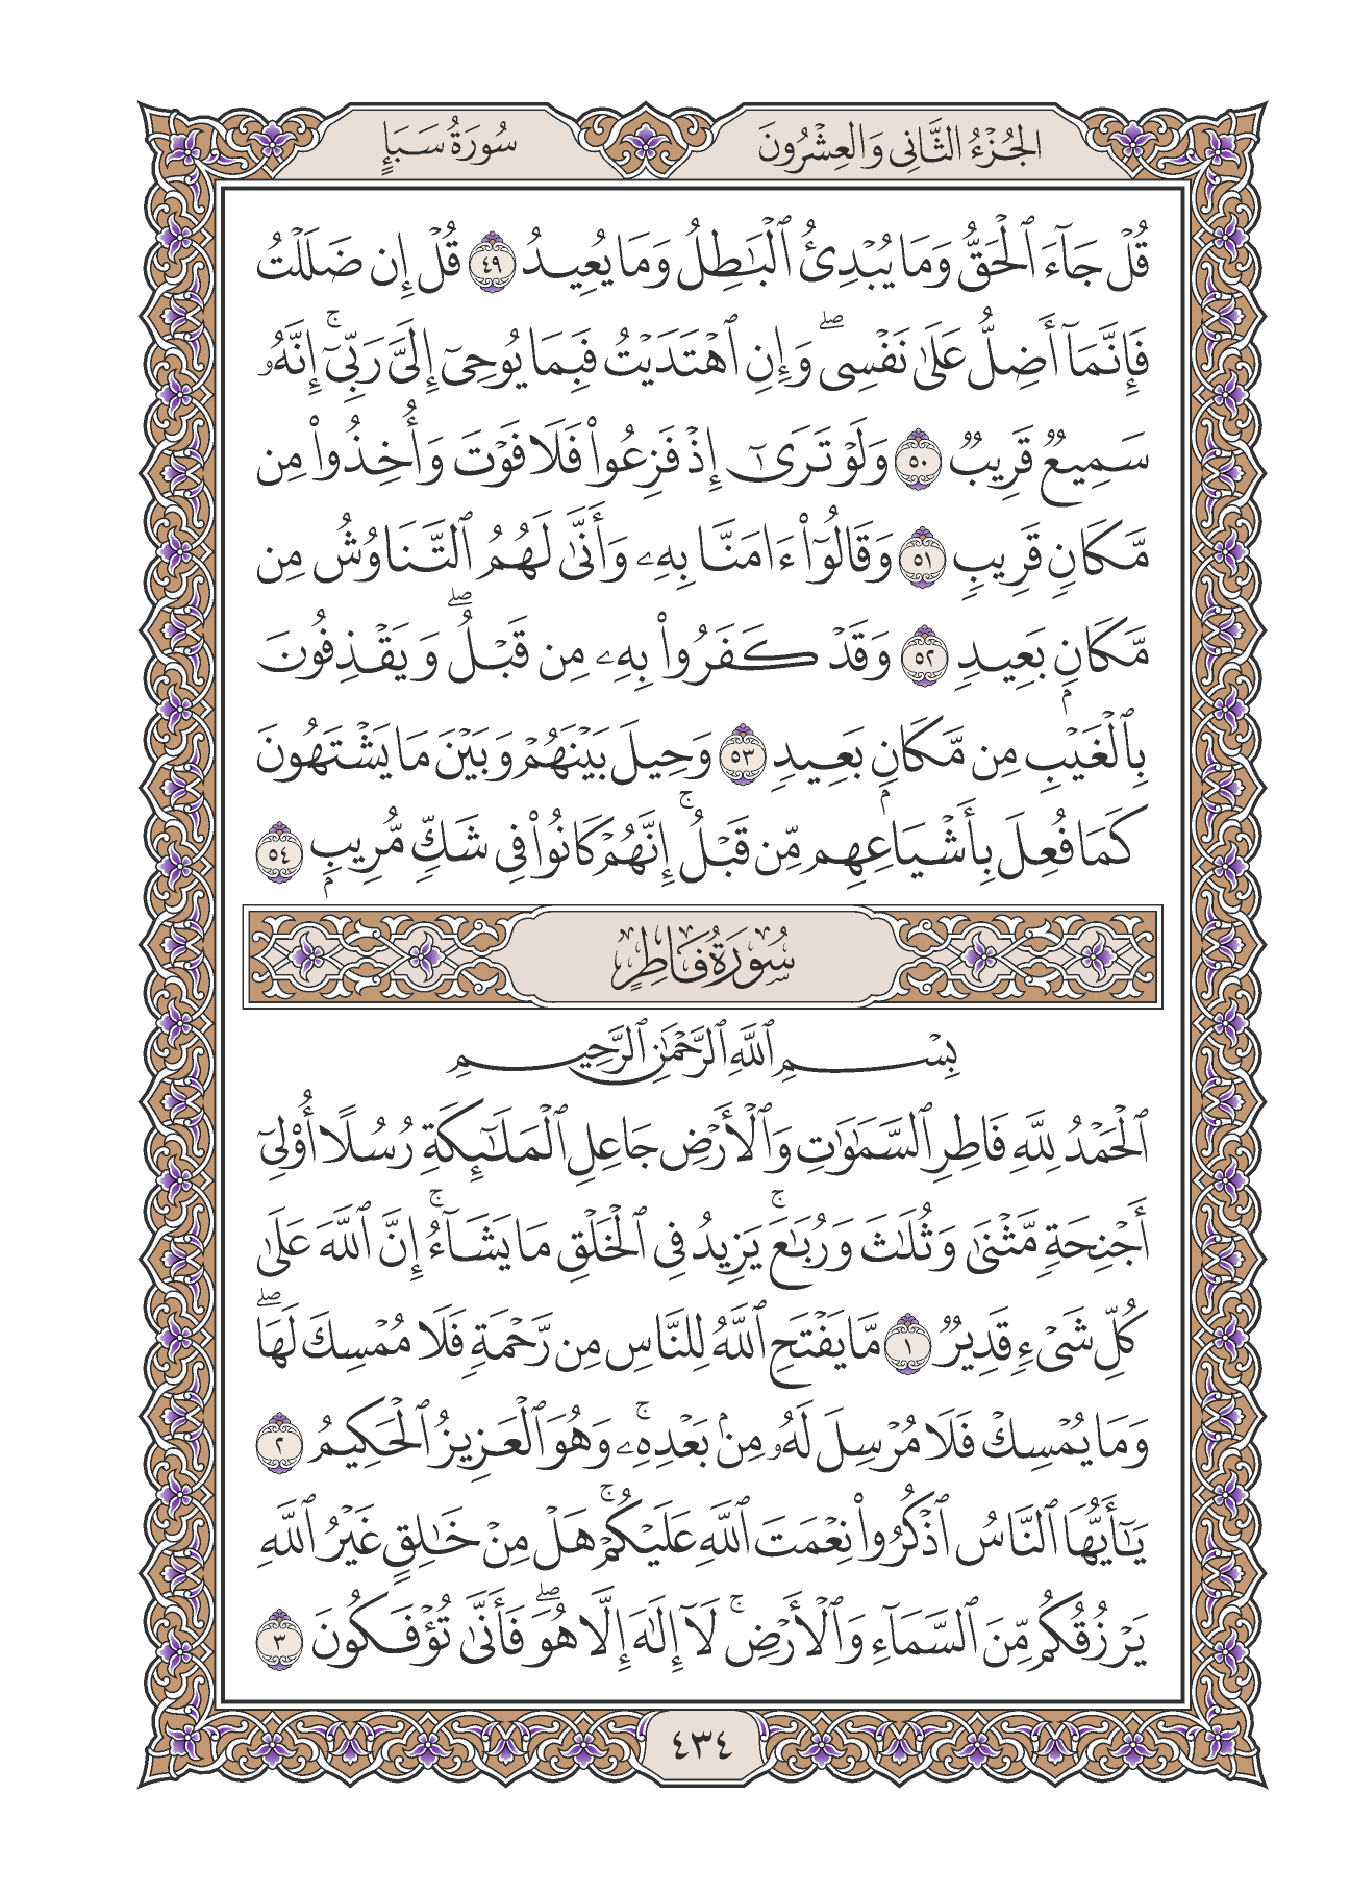 الجُزْءُ الثَّانِي وَالعِشْرُونَ
سُورَةُ سَبَإٍ
قُلْ جَآءَ ٱلْحَقُّ وَمَا يُبْدِئُ ٱلْبَٰطِلُ وَمَا يُعِيدُ ٤٩ قُلْ إِن ضَلَلْتُ
فَإِنَّمَآ أَضِلُّ عَلَىٰ نَفْسِى ۖ وَإِنِ ٱهْتَدَيْتُ فَبِمَا يُوحِىٓ إِلَىَّ رَبِّىٓ ۚ إِنَّهُۥ
سَمِيعٌ قَرِيبٌ ٥٠ وَلَوْ تَرَىٰٓ إِذْ فَزِعُوا۟ فَلَا فَوْتَ وَأُخِذُوا۟ مِن
مَّكَانٍ قَرِيبٍ ٥١ وَقَالُوٓا۟ ءَامَنَّا بِهِۦ وَأَنَّىٰ لَهُمُ ٱلتَّنَاوُشُ مِن
مَّكَانٍۭ بَعِيدٍ ٥٢ وَقَدْ كَفَرُوا۟ بِهِۦ مِن قَبْلُ ۖ وَيَقْذِفُونَ
بِٱلْغَيْبِ مِن مَّكَانٍۭ بَعِيدٍ ٥٣ وَحِيلَ بَيْنَهُمْ وَبَيْنَ مَا يَشْتَهُونَ
كَمَا فُعِلَ بِأَشْيَاعِهِم مِّن قَبْلُ ۚ إِنَّهُمْ كَانُوا۟ فِى شَكٍّ مُّرِيبٍۭ ٥٤
سُورَةُ فَاطِرٍ
بِسْمِ ٱللَّهِ ٱلرَّحْمَٰنِ ٱلرَّحِيمِ
ٱلْحَمْدُ لِلَّهِ فَاطِرِ ٱلسَّمَٰوَٰتِ وَٱلْأَرْضِ جَاعِلِ ٱلْمَلَٰٓئِكَةِ رُسُلًا أُو۟لِىٓ
أَجْنِحَةٍ مَّثْنَىٰ وَثُلَٰثَ وَرُبَٰعَ ۚ يَزِيدُ فِى ٱلْخَلْقِ مَا يَشَآءُ ۚ إِنَّ ٱللَّهَ عَلَىٰ
كُلِّ شَىْءٍ قَدِيرٌ ١ مَّا يَفْتَحِ ٱللَّهُ لِلنَّاسِ مِن رَّحْمَةٍ فَلَا مُمْسِكَ لَهَا ۖ
وَمَا يُمْسِكْ فَلَا مُرْسِلَ لَهُۥ مِنۢ بَعْدِهِۦ ۚ وَهُوَ ٱلْعَزِيزُ ٱلْحَكِيمُ ٢
يَٰٓأَيُّهَا ٱلنَّاسُ ٱذْكُرُوا۟ نِعْمَتَ ٱللَّهِ عَلَيْكُمْ ۚ هَلْ مِنْ خَٰلِقٍ غَيْرُ ٱللَّهِ
يَرْزُقُكُم مِّنَ ٱلسَّمَآءِ وَٱلْأَرْضِ ۚ لَآ إِلَٰهَ إِلَّا هُوَ ۖ فَأَنَّىٰ تُؤْفَكُونَ ٣
٤٣٤